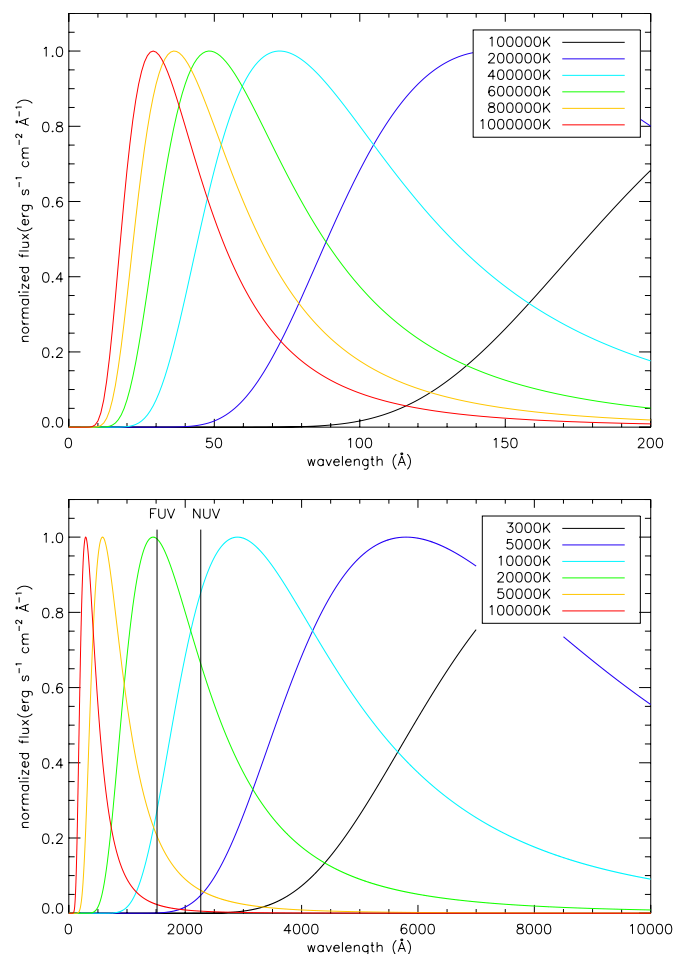 100000K
200000K
400000K
600000K
800000K
1000000K
normalized flux(erg s⁻¹ cm⁻² Å⁻¹)
1.0
0.8
0.6
0.4
0.2
0.0
0 50 100 150 200
wavelength (Å)
FUV NUV
3000K
5000K
10000K
20000K
50000K
100000K
normalized flux(erg s⁻¹ cm⁻² Å⁻¹)
1.0
0.8
0.6
0.4
0.2
0.0
0 2000 4000 6000 8000 10000
wavelength (Å)